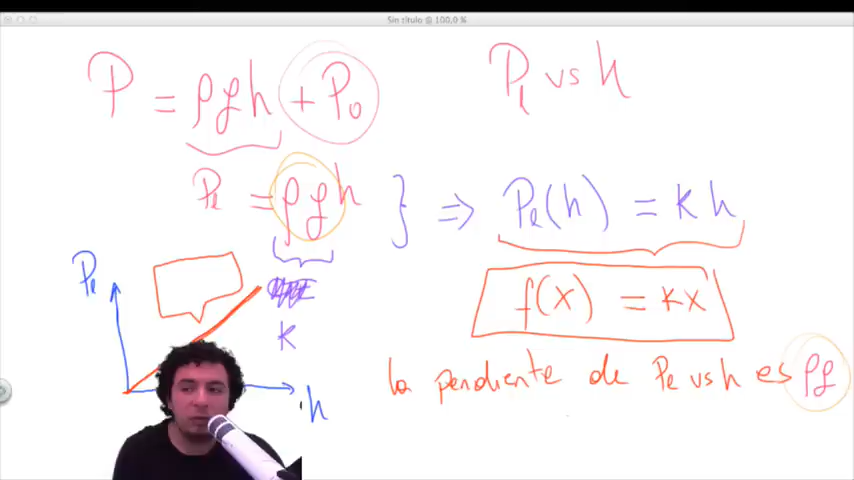 Sin título @ 100,0 %
P = ρgh + P₀
Pₑ vs h
Pₑ = ρgh } ⇒ Pₑ(h) = Kh
K
f(x) = Kx
Pₑ
h
la pendiente de Pₑ vs h es ρg